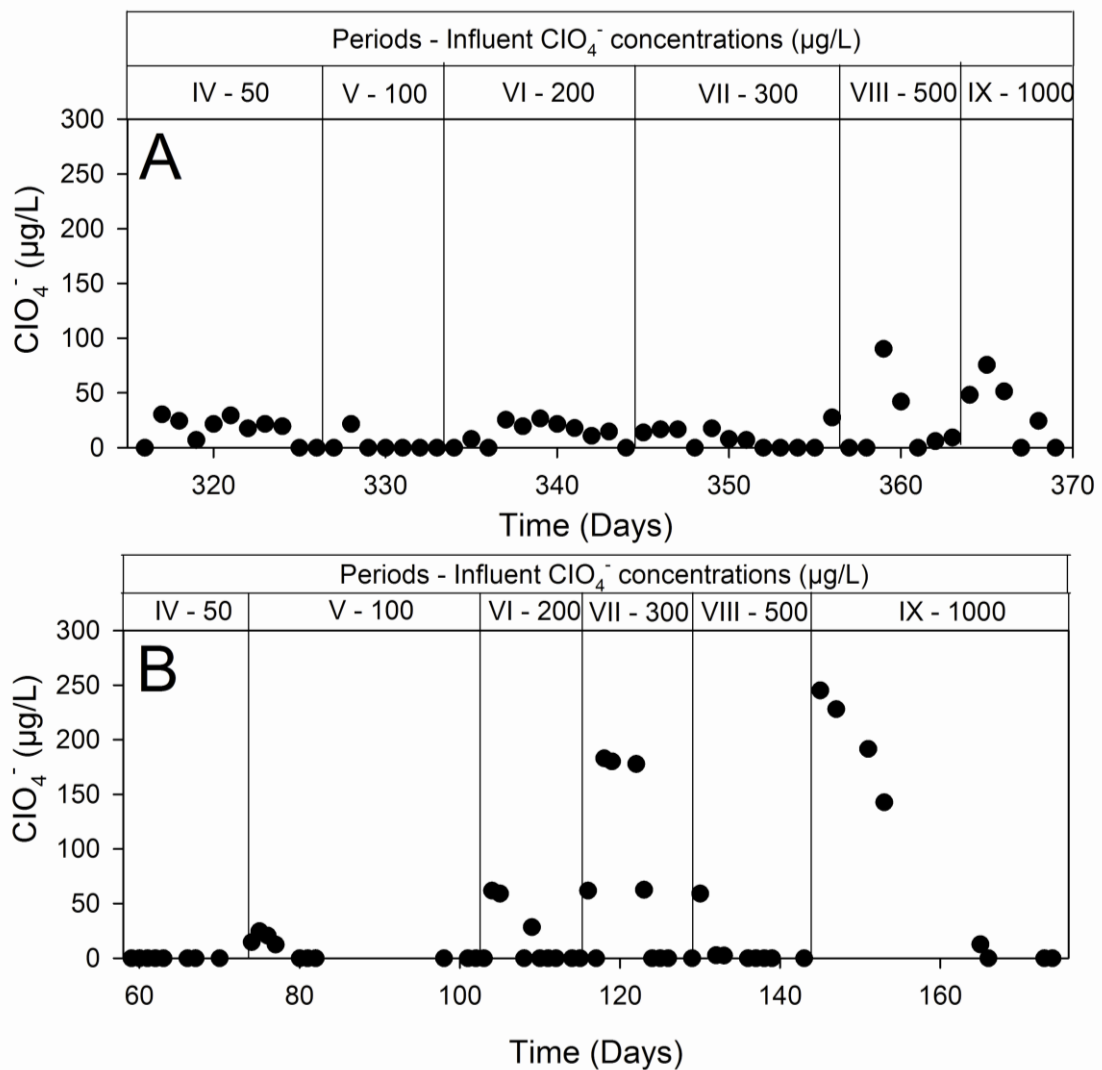 Periods - Influent ClO₄⁻ concentrations (µg/L)
IV - 50 V - 100 VI - 200 VII - 300 VIII - 500 IX - 1000
A
300
250
200
150
100
50
0
ClO₄⁻ (µg/L)
320 330 340 350 360 370
Time (Days)
Periods - Influent ClO₄⁻ concentrations (µg/L)
IV - 50 V - 100 VI - 200 VII - 300 VIII - 500 IX - 1000
B
300
250
200
150
100
50
0
ClO₄⁻ (µg/L)
60 80 100 120 140 160
Time (Days)